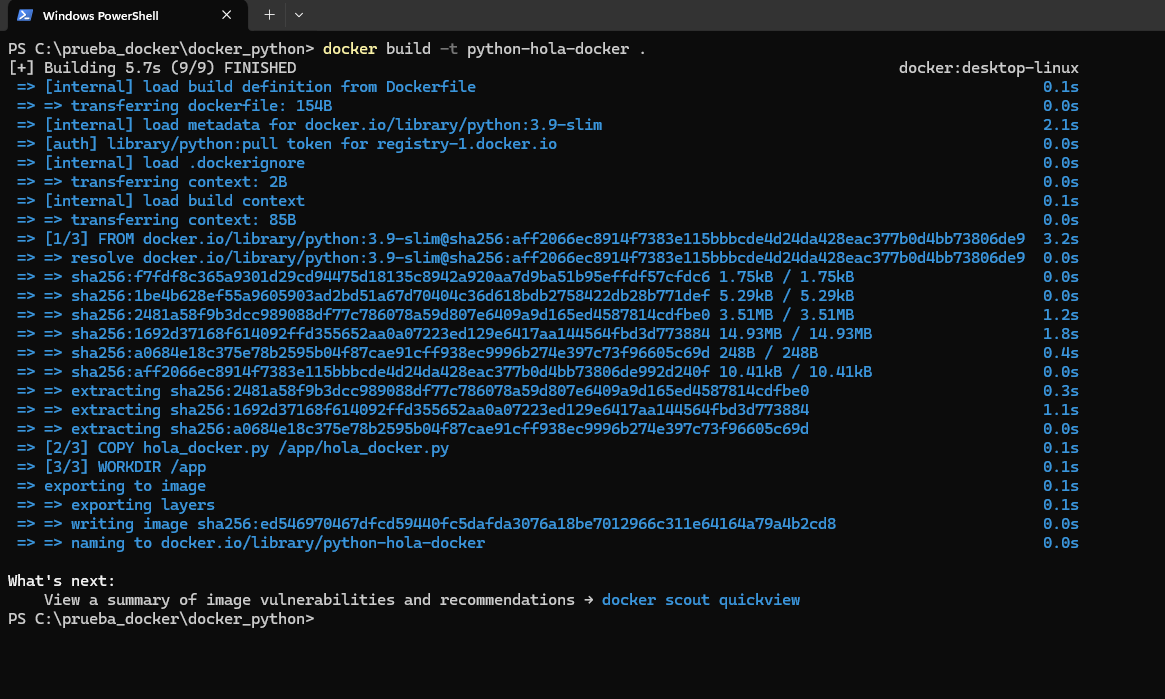 Windows PowerShell
PS C:\prueba_docker\docker_python> docker build -t python-hola-docker .
[+] Building 5.7s (9/9) FINISHED docker:desktop-linux
=> [internal] load build definition from Dockerfile 0.1s
=> => transferring dockerfile: 154B 0.0s
=> [internal] load metadata for docker.io/library/python:3.9-slim 2.1s
=> [auth] library/python:pull token for registry-1.docker.io 0.0s
=> [internal] load .dockerignore 0.0s
=> => transferring context: 2B 0.0s
=> [internal] load build context 0.1s
=> => transferring context: 85B 0.0s
=> [1/3] FROM docker.io/library/python:3.9-slim@sha256:aff2066ec8914f7383e115bbbcde4d24da428eac377b0d4bb73806de9 3.2s
=> => resolve docker.io/library/python:3.9-slim@sha256:aff2066ec8914f7383e115bbbcde4d24da428eac377b0d4bb73806de9 0.0s
=> => sha256:f7fdf8c365a9301d29cd94475d18135c8942a920aa7d9ba51b95effdf57cfdc6 1.75kB / 1.75kB 0.0s
=> => sha256:1be4b628ef55a9605903ad2bd51a67d70404c36d618bdb2758422db28b771def 5.29kB / 5.29kB 0.0s
=> => sha256:2481a58f9b3dcc989088df77c786078a59d807e6409a9d165ed4587814cdfbe0 3.51MB / 3.51MB 1.2s
=> => sha256:1692d37168f614092ffd355652aa0a07223ed129e6417aa144564fbd3d773884 14.93MB / 14.93MB 1.8s
=> => sha256:a0684e18c375e78b2595b04f87cae91cff938ec9996b274e397c73f96605c69d 248B / 248B 0.4s
=> => sha256:aff2066ec8914f7383e115bbbcde4d24da428eac377b0d4bb73806de992d240f 10.41kB / 10.41kB 0.0s
=> => extracting sha256:2481a58f9b3dcc989088df77c786078a59d807e6409a9d165ed4587814cdfbe0 0.3s
=> => extracting sha256:1692d37168f614092ffd355652aa0a07223ed129e6417aa144564fbd3d773884 1.1s
=> => extracting sha256:a0684e18c375e78b2595b04f87cae91cff938ec9996b274e397c73f96605c69d 0.0s
=> [2/3] COPY hola_docker.py /app/hola_docker.py 0.1s
=> [3/3] WORKDIR /app 0.1s
=> exporting to image 0.1s
=> => exporting layers 0.1s
=> => writing image sha256:ed546970467dfcd59440fc5dafda3076a18be7012966c311e64164a79a4b2cd8 0.0s
=> => naming to docker.io/library/python-hola-docker 0.0s
What's next:
View a summary of image vulnerabilities and recommendations → docker scout quickview
PS C:\prueba_docker\docker_python>